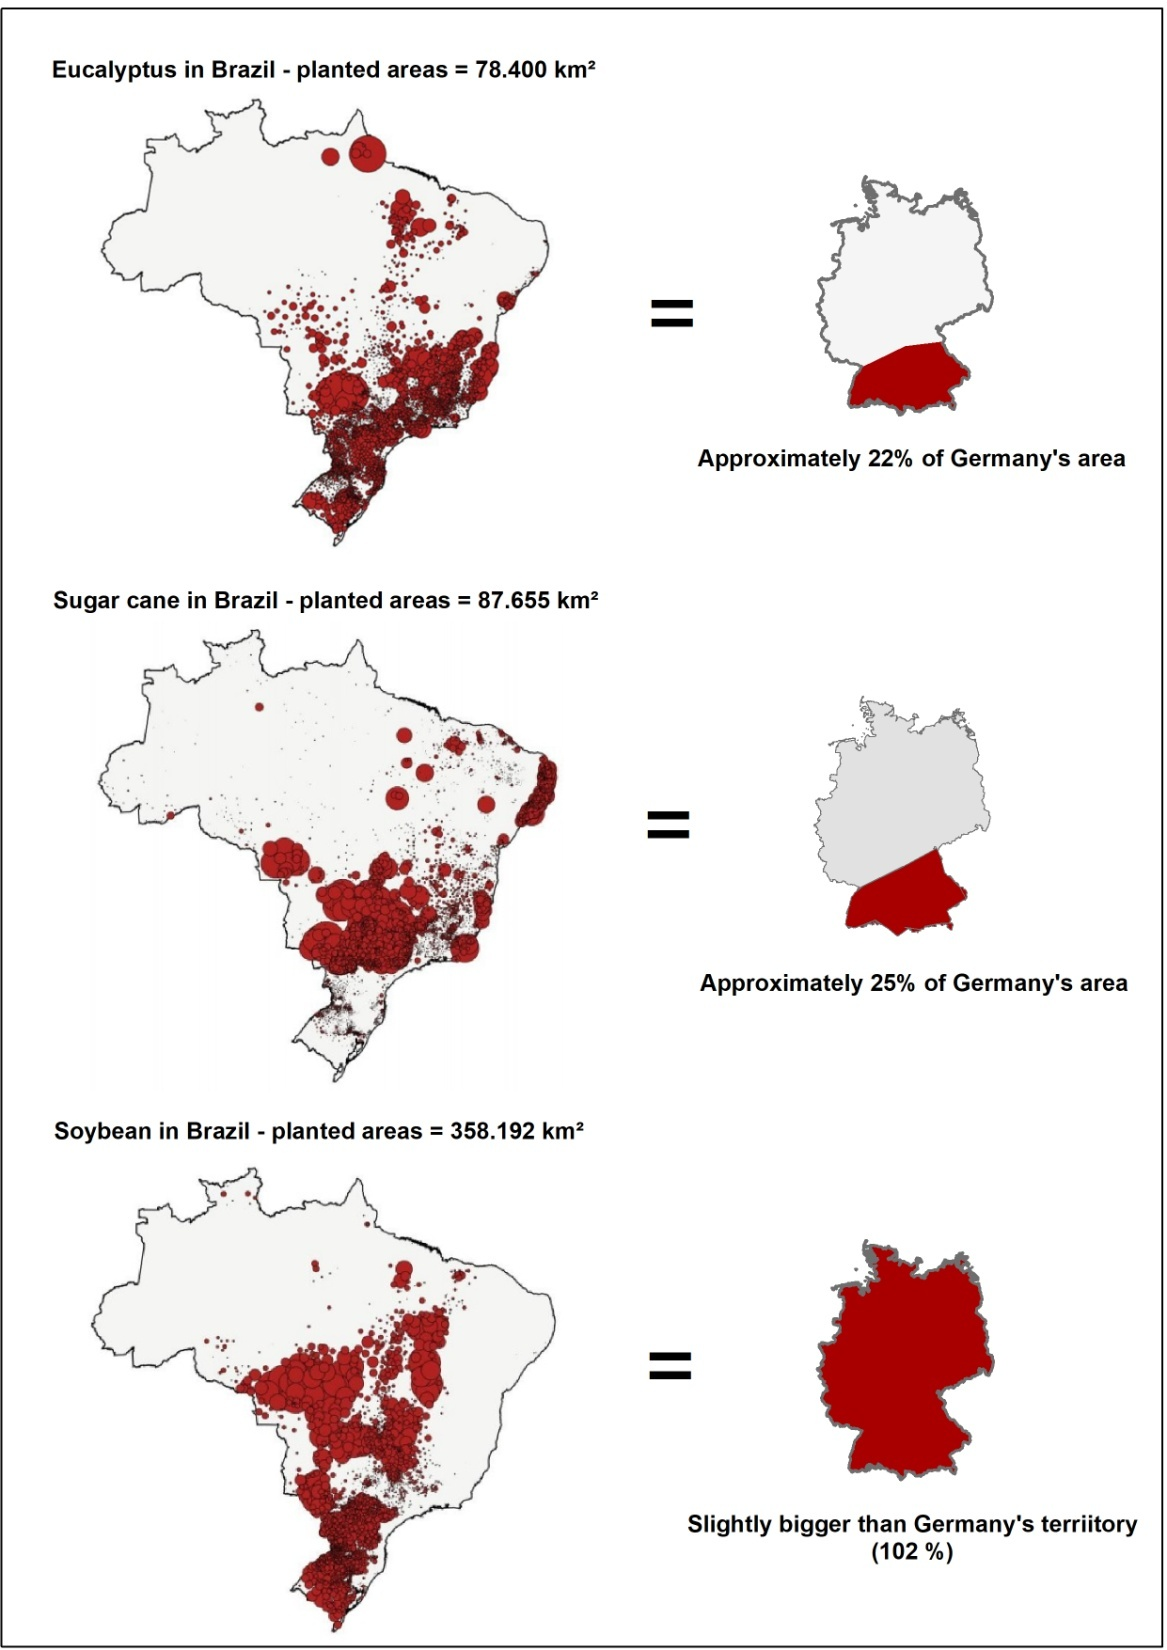 Eucalyptus in Brazil - planted areas = 78.400 km²
=
Approximately 22% of Germany's area
Sugar cane in Brazil - planted areas = 87.655 km²
=
Approximately 25% of Germany's area
Soybean in Brazil - planted areas = 358.192 km²
=
Slightly bigger than Germany's terriitory
(102 %)